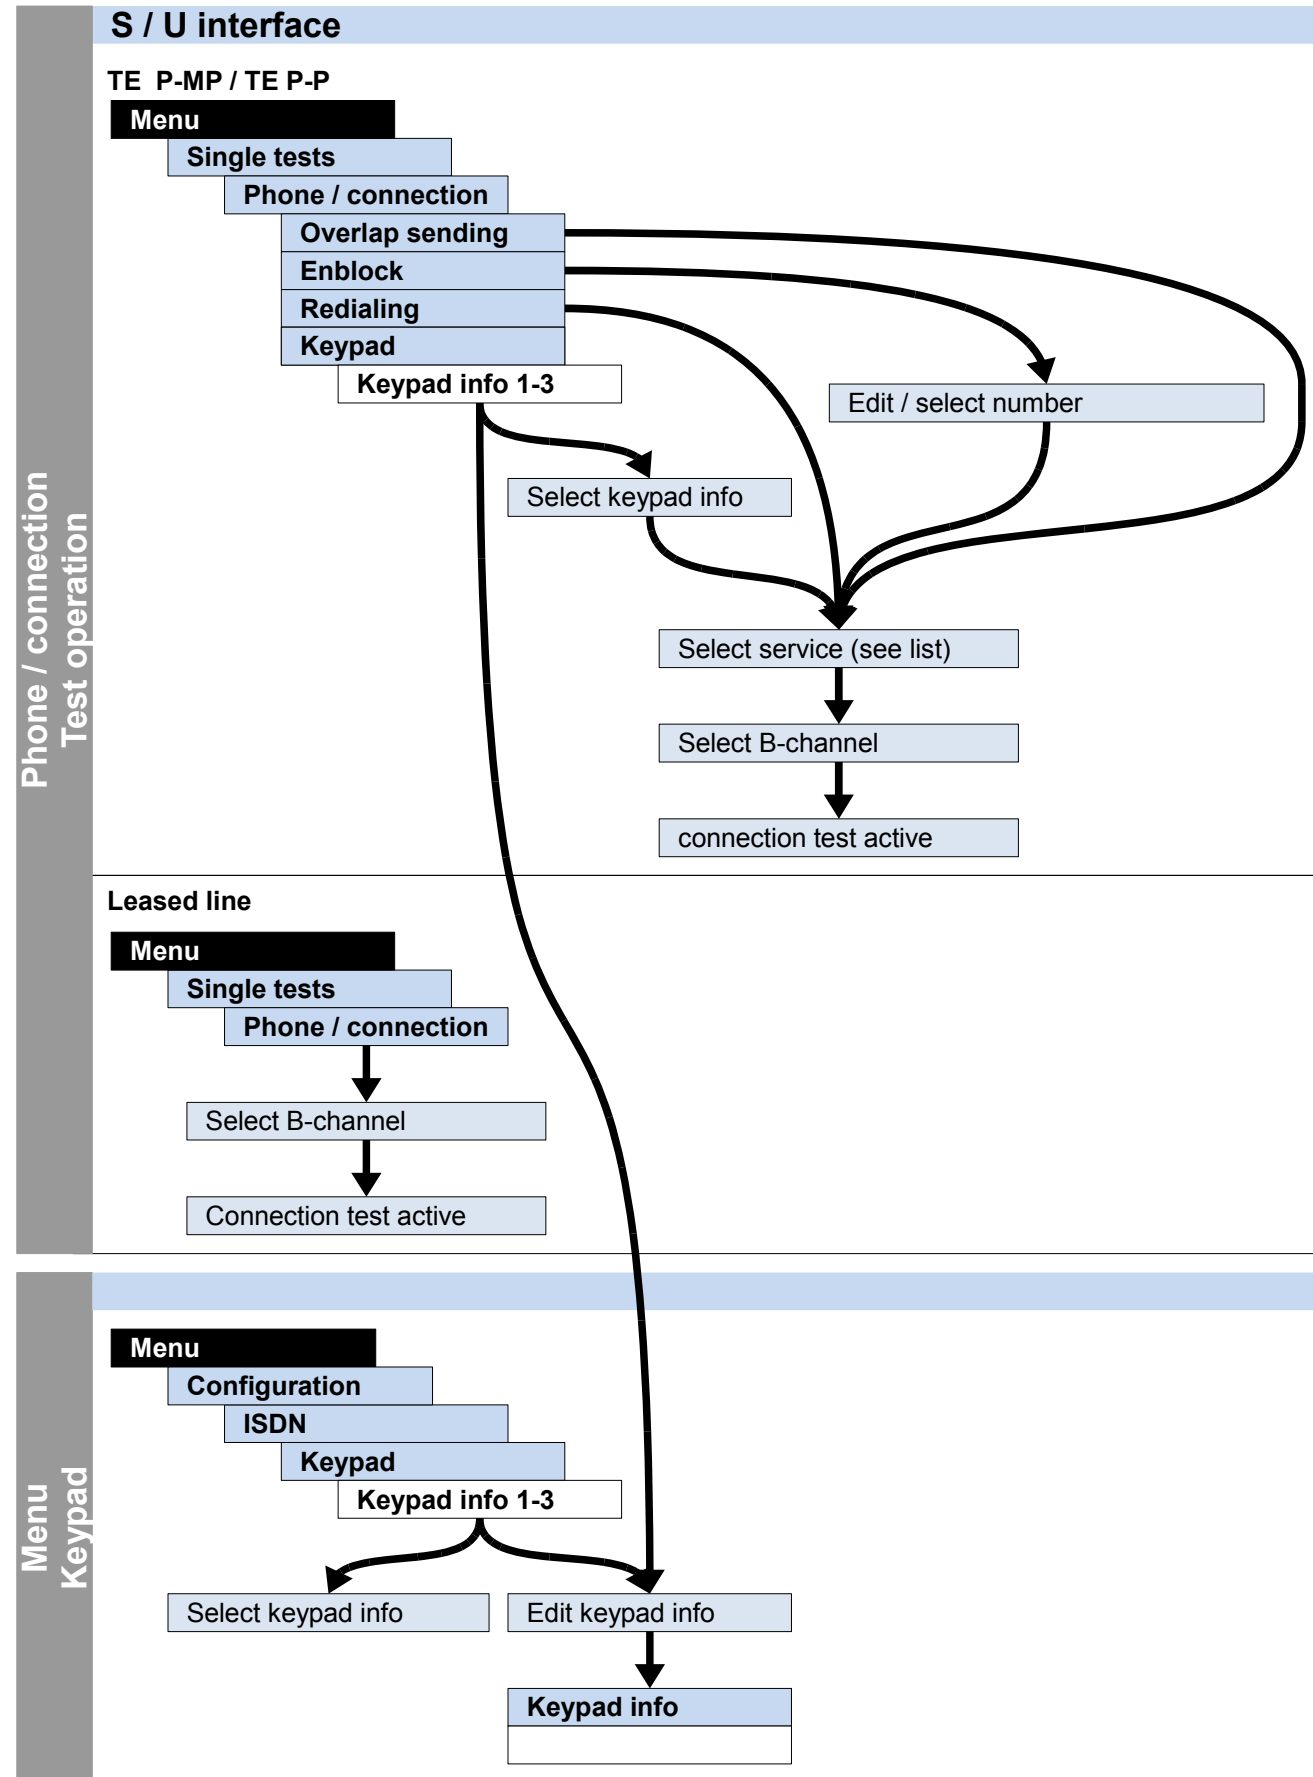 S / U interface
TE P-MP / TE P-P
Menu
Single tests
Phone / connection
Overlap sending
Enblock
Redialing
Keypad
Keypad info 1-3
Edit / select number
Select keypad info
Select service (see list)
Select B-channel
connection test active
Phone / connection
Test operation
Leased line
Menu
Single tests
Phone / connection
Select B-channel
Connection test active
Menu
Keypad
Menu
Configuration
ISDN
Keypad
Keypad info 1-3
Select keypad info
Edit keypad info
Keypad info